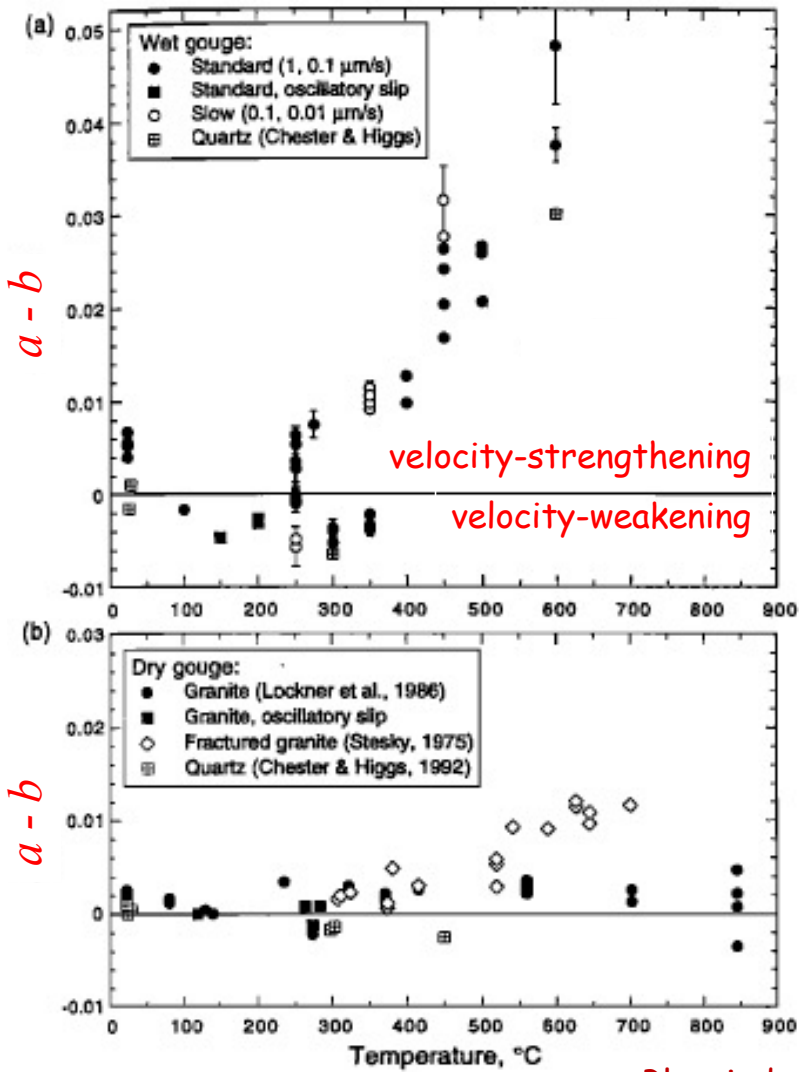 (a)
Wet gouge:
Standard (1, 0.1 μm/s)
Standard, oscillatory slip
Slow (0.1, 0.01 μm/s)
Quartz (Chester & Higgs)
0.05
0.04
0.03
0.02
0.01
0
-0.01
a - b
velocity-strengthening
velocity-weakening
0 100 200 300 400 500 600 700 800 900
(b)
Dry gouge:
Granite (Lockner et al., 1986)
Granite, oscillatory slip
Fractured granite (Stesky, 1975)
Quartz (Chester & Higgs, 1992)
0.03
0.02
0.01
0
-0.01
a - b
0 100 200 300 400 500 600 700 800 900
Temperature, °C